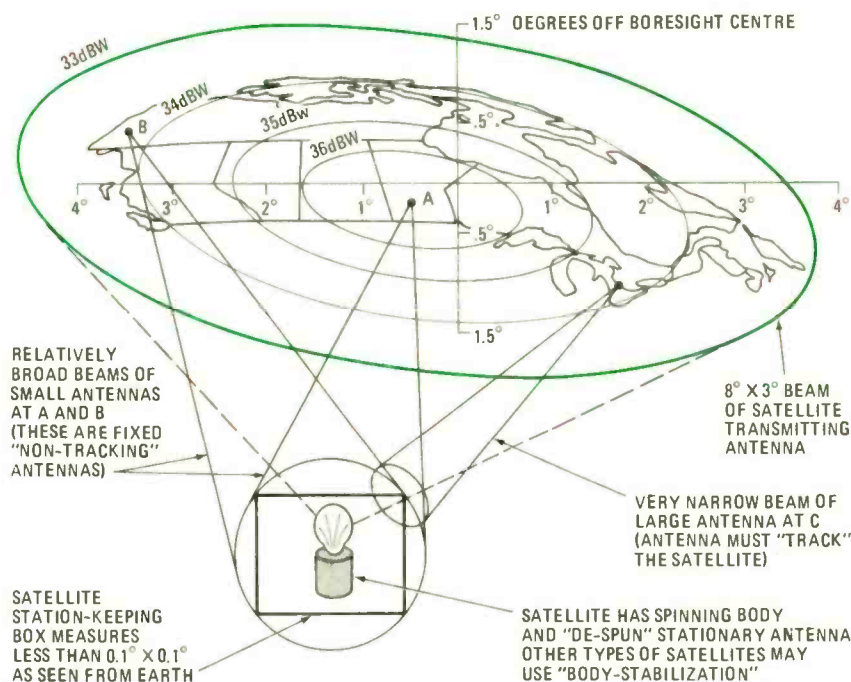 1.5° OEGREES OFF BORESIGHT CENTRE
33dBW
34dBW
35dBw
36dBW
B
.5°
A
4°
3°
2°
1°
1°
2°
3°
4°
.5°
1.5°
RELATIVELY
BROAD BEAMS OF
SMALL ANTENNAS
AT A AND B
(THESE ARE FIXED
"NON-TRACKING"
ANTENNAS)
8° X 3° BEAM
OF SATELLITE
TRANSMITTING
ANTENNA
VERY NARROW BEAM OF
LARGE ANTENNA AT C
(ANTENNA MUST "TRACK"
THE SATELLITE)
SATELLITE
STATION-KEEPING
BOX MEASURES
LESS THAN 0.1° X 0.1°
AS SEEN FROM EARTH
SATELLITE HAS SPINNING BODY
AND "DE-SPUN" STATIONARY ANTENNA
OTHER TYPES OF SATELLITES MAY
USE "BODY-STABILIZATION"